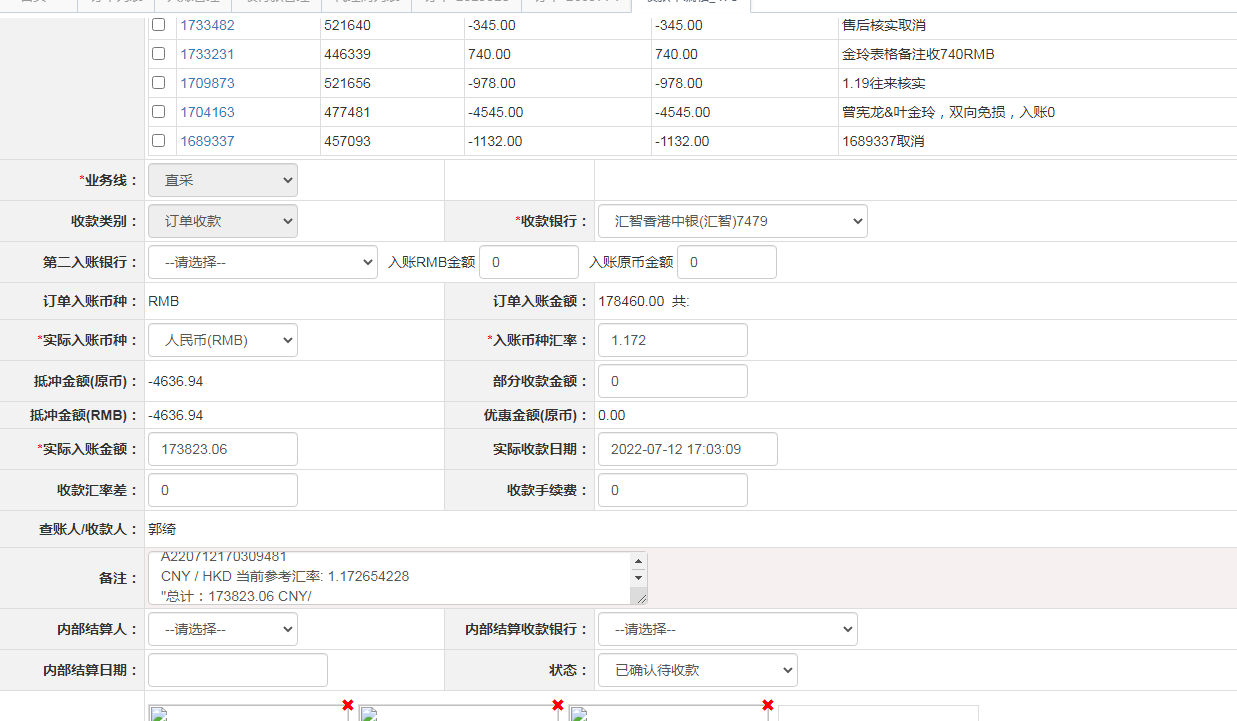 1733482 521640 -345.00 -345.00 售后核实取消
1733231 446339 740.00 740.00 金玲表格备注收740RMB
1709873 521656 -978.00 -978.00 1.19往来核实
1704163 477481 -4545.00 -4545.00 曾宪龙&叶金玲，双向免损，入账0
1689337 457093 -1132.00 -1132.00 1689337取消
*业务线： 直采
收款类别： 订单收款 *收款银行： 汇智香港中银(汇智)7479
第二入账银行： --请选择-- 入账RMB金额 0 入账原币金额 0
订单入账币种： RMB 订单入账金额： 178460.00 共:
*实际入账币种： 人民币(RMB) *入账币种汇率： 1.172
抵冲金额(原币)： -4636.94 部分收款金额： 0
抵冲金额(RMB)： -4636.94 优惠金额(原币)： 0.00
*实际入账金额： 173823.06 实际收款日期： 2022-07-12 17:03:09
收款汇率差： 0 收款手续费： 0
查账人/收款人： 郭绮
A220712170309481
备注： CNY / HKD 当前参考汇率: 1.172654228
"总计：173823.06 CNY/
内部结算人： --请选择-- 内部结算收款银行： --请选择--
内部结算日期： 状态： 已确认待收款